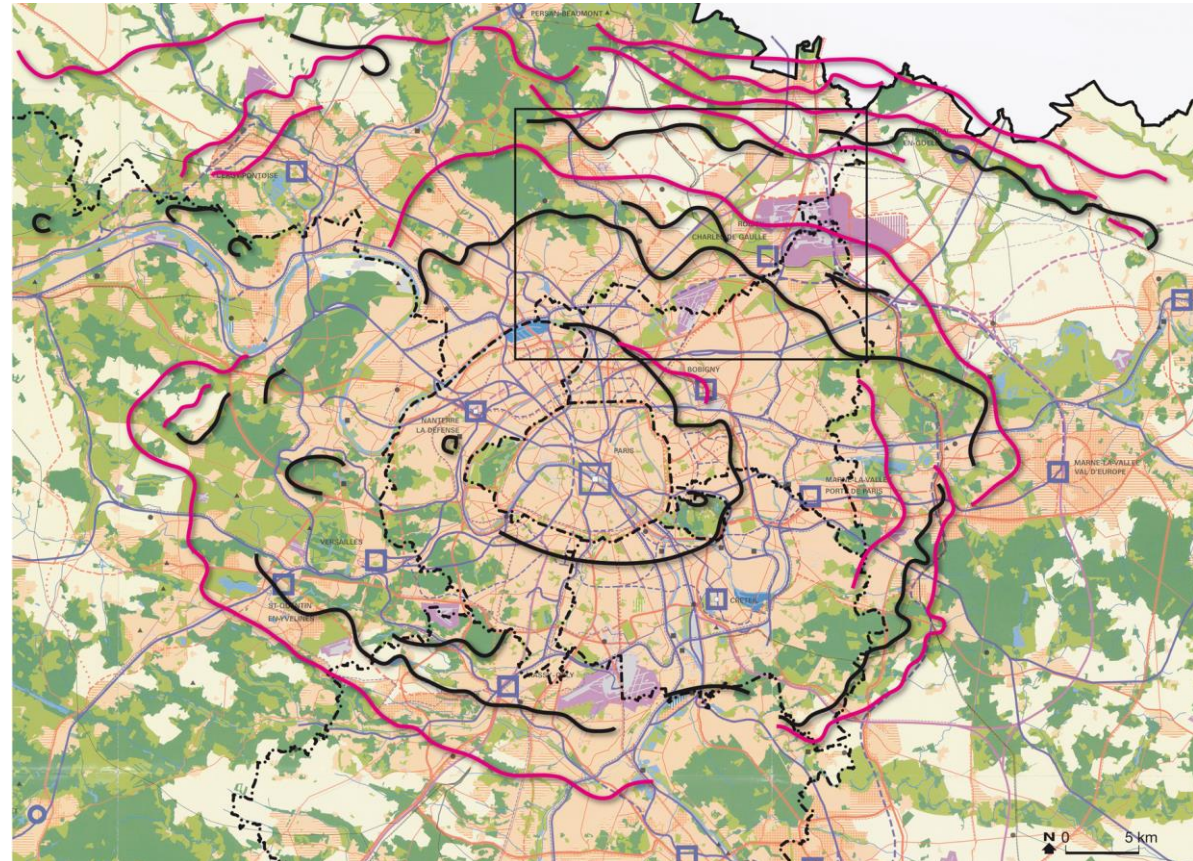 PERSAN-BEAUMONT
CERGY-PONTOISE
CHARLES DE GAULLE
BOBIGNY
NANTERRE
LA DÉFENSE
PARIS
MARNE-LA-VALLÉE
VAL D'EUROPE
MARNE-LA-VALLÉE
PORTE DE PARIS
VERSAILLES
CRÉTEIL
ST-QUENTIN
EN-YVELINES
N 0 5 km